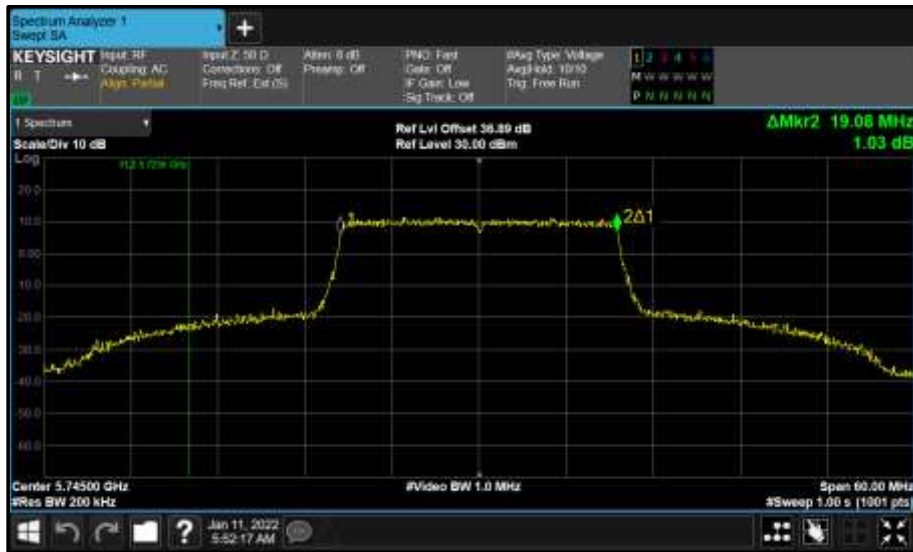 Spectrum Analyzer 1
Swept SA
+
KEYSIGHT
R T
Input: RF
Coupling: AC
Align: Partial
Input Z: 50 Ω
Corrections: Off
Freq Ref: Ext (S)
Atten: 6 dB
Preamp: Off
PNO: Fast
Gate: Off
IF Gain: Low
Sig Track: Off
#Avg Type: Voltage
Avg|Hold: 10/10
Trig: Free Run
1 2 3 4 5 6
M W W W W W
P N N N N N
1 Spectrum
Scale/Div 10 dB
Log
Ref Lvl Offset 36.89 dB
Ref Level 30.00 dBm
ΔMkr2 19.08 MHz
1.03 dB
20.0
10.0
0.00
-10.0
-20.0
-30.0
-40.0
-50.0
-60.0
2Δ1
Center 5.74500 GHz
#Res BW 200 kHz
#Video BW 1.0 MHz
Span 60.00 MHz
#Sweep 1.00 s (1001 pts)
?
Jan 11, 2022
5:52:17 AM